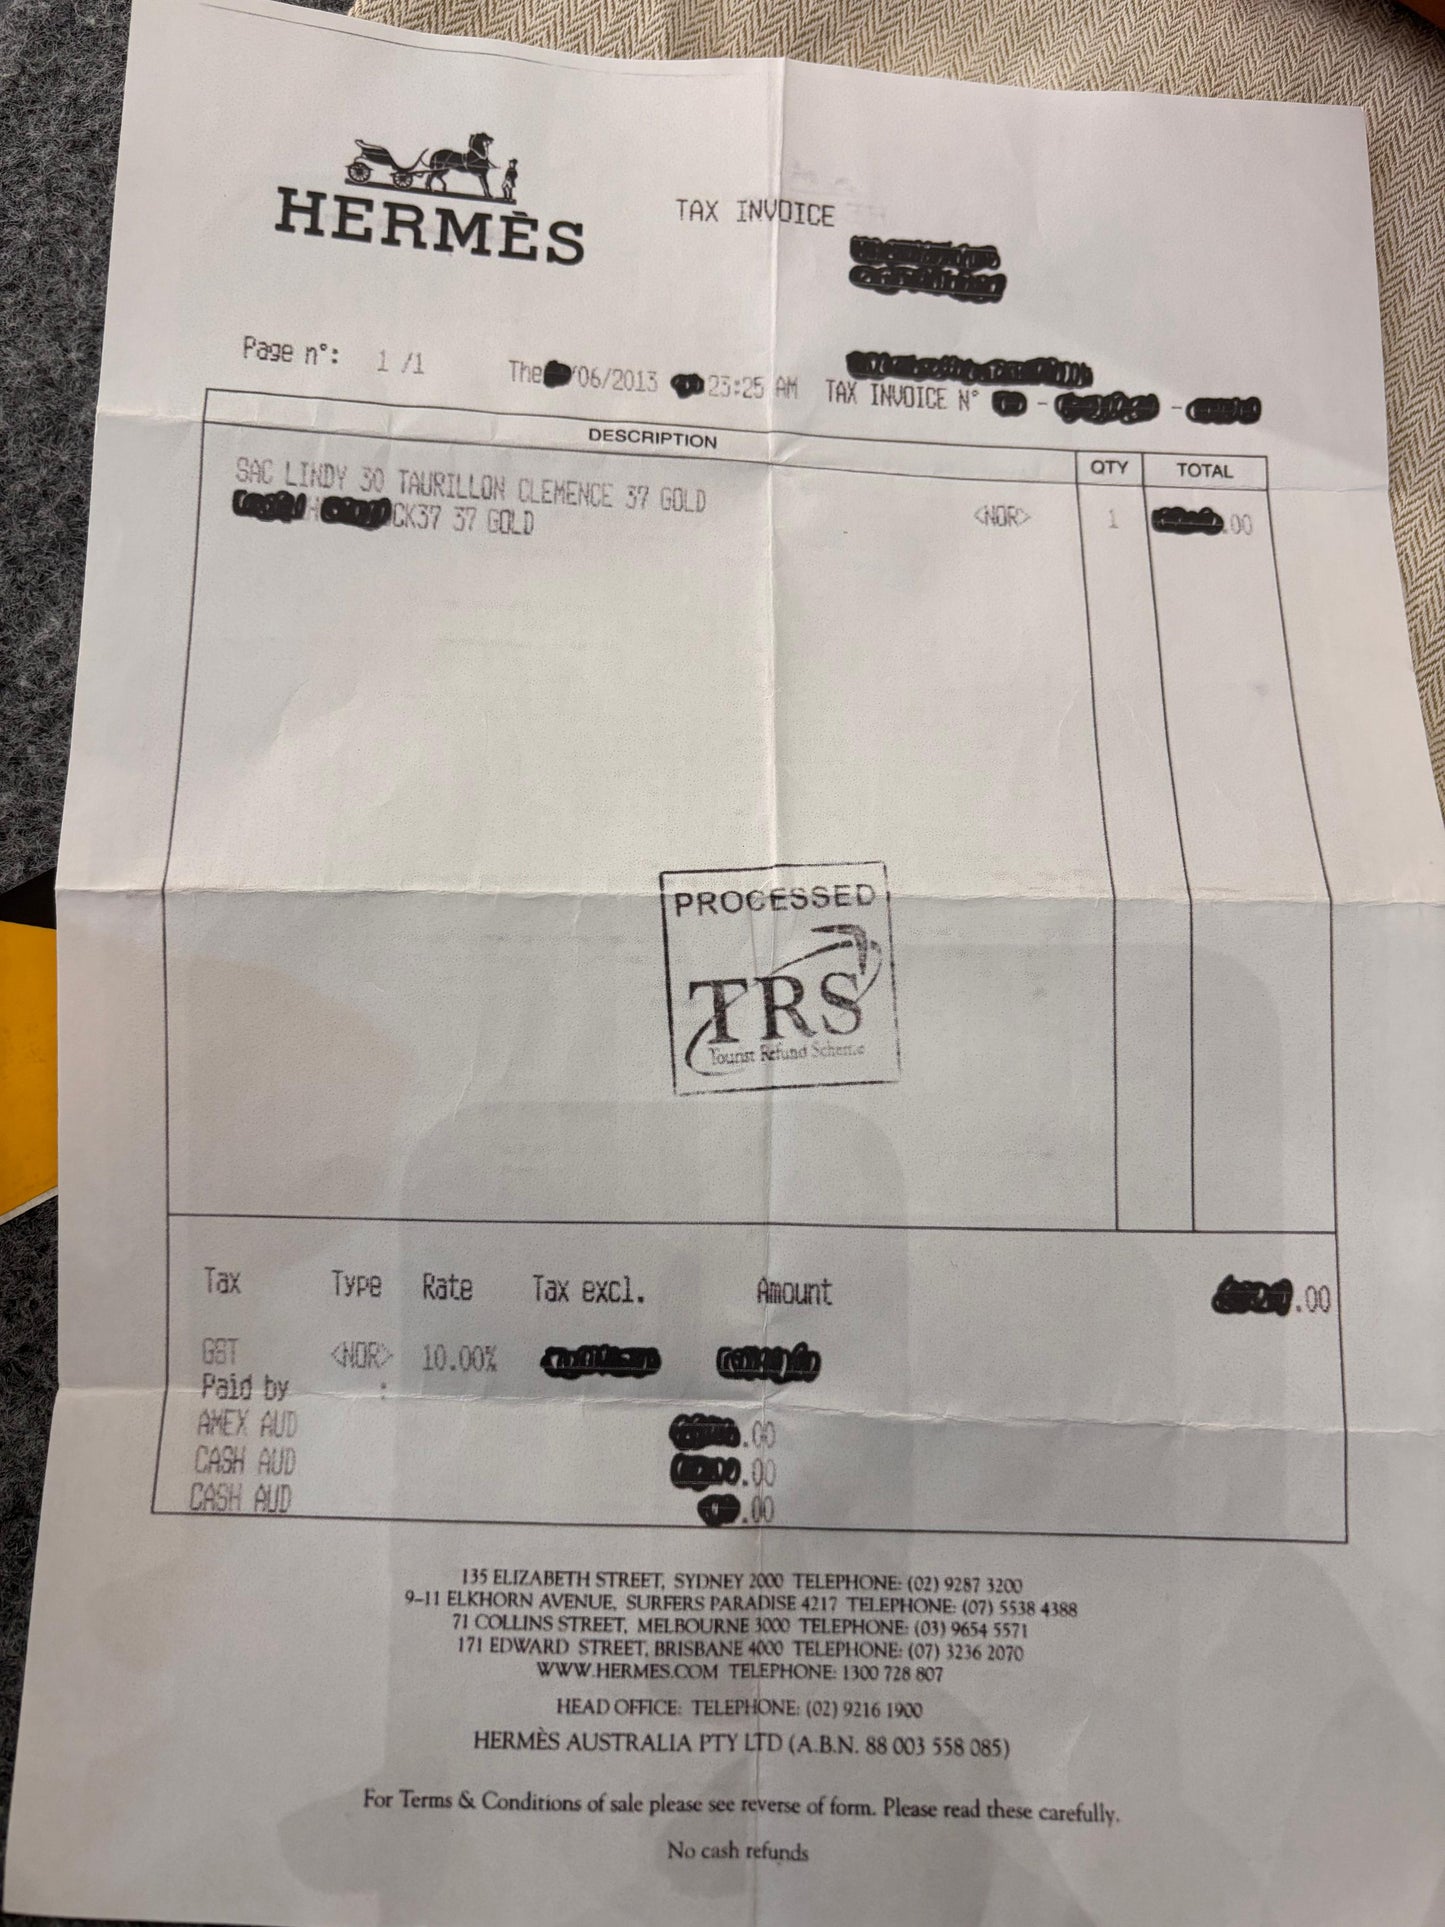 HERMÈS
TAX INVOICE
Page n°: 1 /1
The /06/2013 23:25 AM
TAX INVOICE N° - -
DESCRIPTION QTY TOTAL
SAC LINDY 30 TAURILLON CLEMENCE 37 GOLD
H CK37 37 GOLD <NOR> 1 .00
PROCESSED
TRS
Tourist Refund Scheme
Tax Type Rate Tax excl. Amount .00
GST <NOR> 10.00%
Paid by :
AMEX AUD .00
CASH AUD .00
CASH AUD .00
135 ELIZABETH STREET, SYDNEY 2000 TELEPHONE: (02) 9287 3200
9–11 ELKHORN AVENUE, SURFERS PARADISE 4217 TELEPHONE: (07) 5538 4388
71 COLLINS STREET, MELBOURNE 3000 TELEPHONE: (03) 9654 5571
171 EDWARD STREET, BRISBANE 4000 TELEPHONE: (07) 3236 2070
WWW.HERMES.COM TELEPHONE: 1300 728 807
HEAD OFFICE: TELEPHONE: (02) 9216 1900
HERMÈS AUSTRALIA PTY LTD (A.B.N. 88 003 558 085)
For Terms & Conditions of sale please see reverse of form. Please read these carefully.
No cash refunds